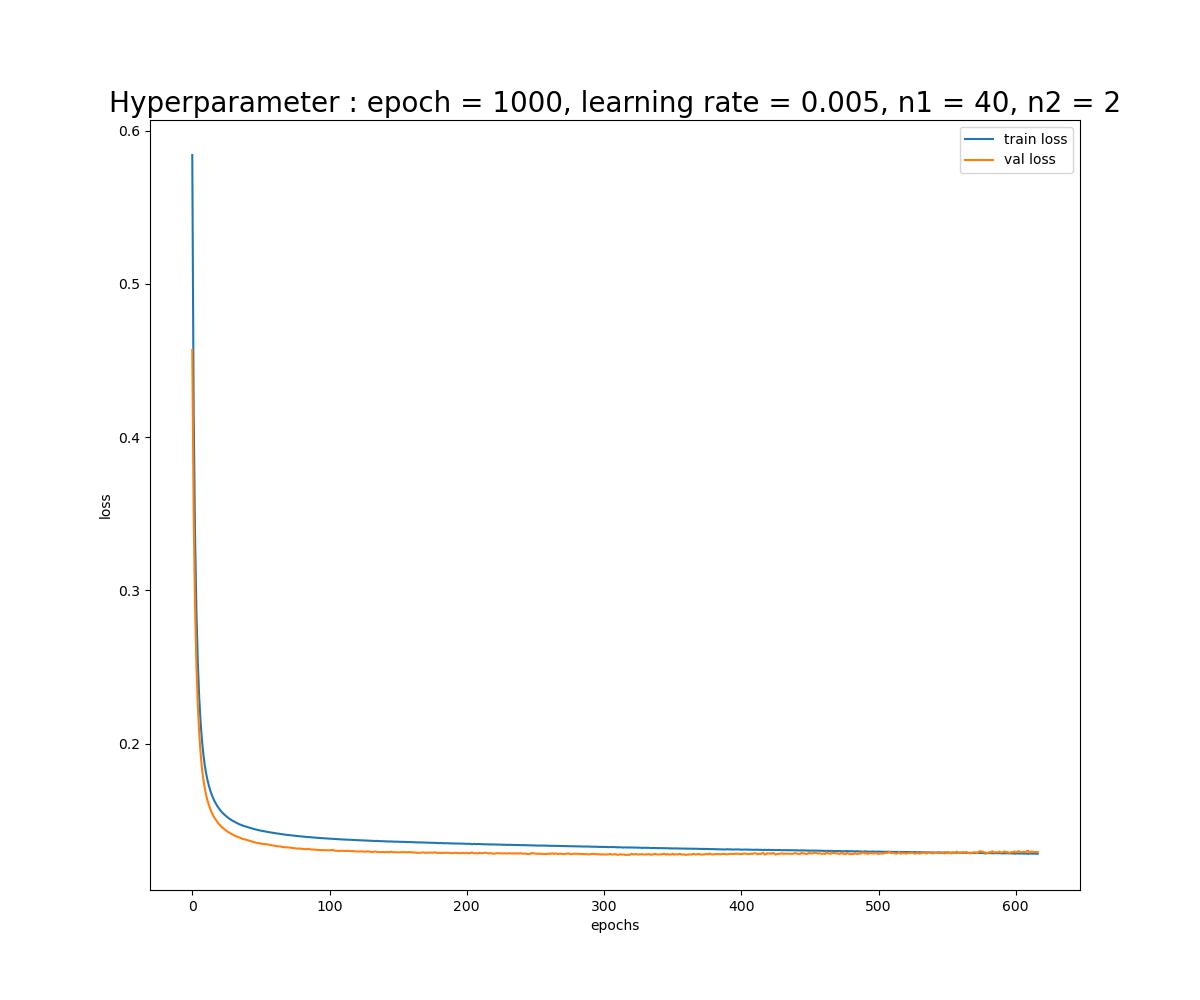 Hyperparameter : epoch = 1000, learning rate = 0.005, n1 = 40, n2 = 2
train loss
val loss
0.6
0.5
0.4
0.3
0.2
loss
0 100 200 300 400 500 600
epochs